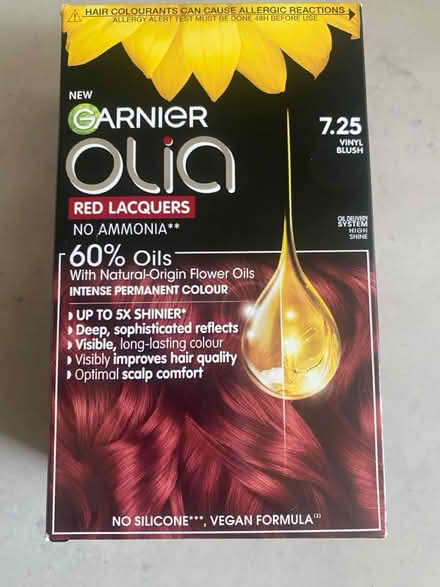 HAIR COLOURANTS CAN CAUSE ALLERGIC REACTIONS
ALLERGY ALERT TEST MUST BE DONE 48H BEFORE USE
NEW
GARNIER
OLIA
RED LACQUERS
NO AMMONIA**
7.25
VINYL
BLUSH
OIL DELIVERY
SYSTEM
HIGH
SHINE
60% Oils
With Natural-Origin Flower Oils
INTENSE PERMANENT COLOUR
UP TO 5X SHINIER*
Deep, sophisticated reflects
Visible, long-lasting colour
Visibly improves hair quality
Optimal scalp comfort
NO SILICONE***, VEGAN FORMULA⁽²⁾